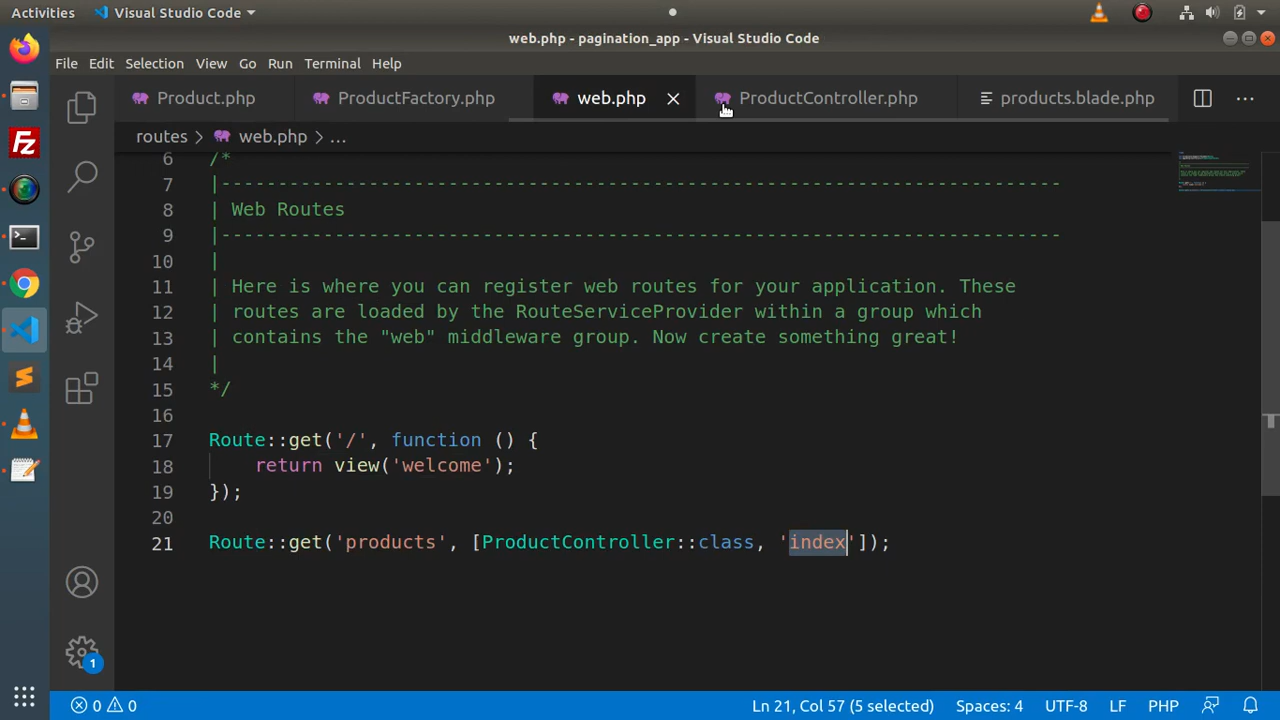 Activities Visual Studio Code
web.php - pagination_app - Visual Studio Code
File Edit Selection View Go Run Terminal Help
Product.php ProductFactory.php web.php ProductController.php products.blade.php
routes > web.php > ...
6 /*
7 |--------------------------------------------------------------------------
8 | Web Routes
9 |--------------------------------------------------------------------------
10 |
11 | Here is where you can register web routes for your application. These
12 | routes are loaded by the RouteServiceProvider within a group which
13 | contains the "web" middleware group. Now create something great!
14 |
15 */
16
17 Route::get('/', function () {
18 return view('welcome');
19 });
20
21 Route::get('products', [ProductController::class, 'index']);
1
0 0 Ln 21, Col 57 (5 selected) Spaces: 4 UTF-8 LF PHP